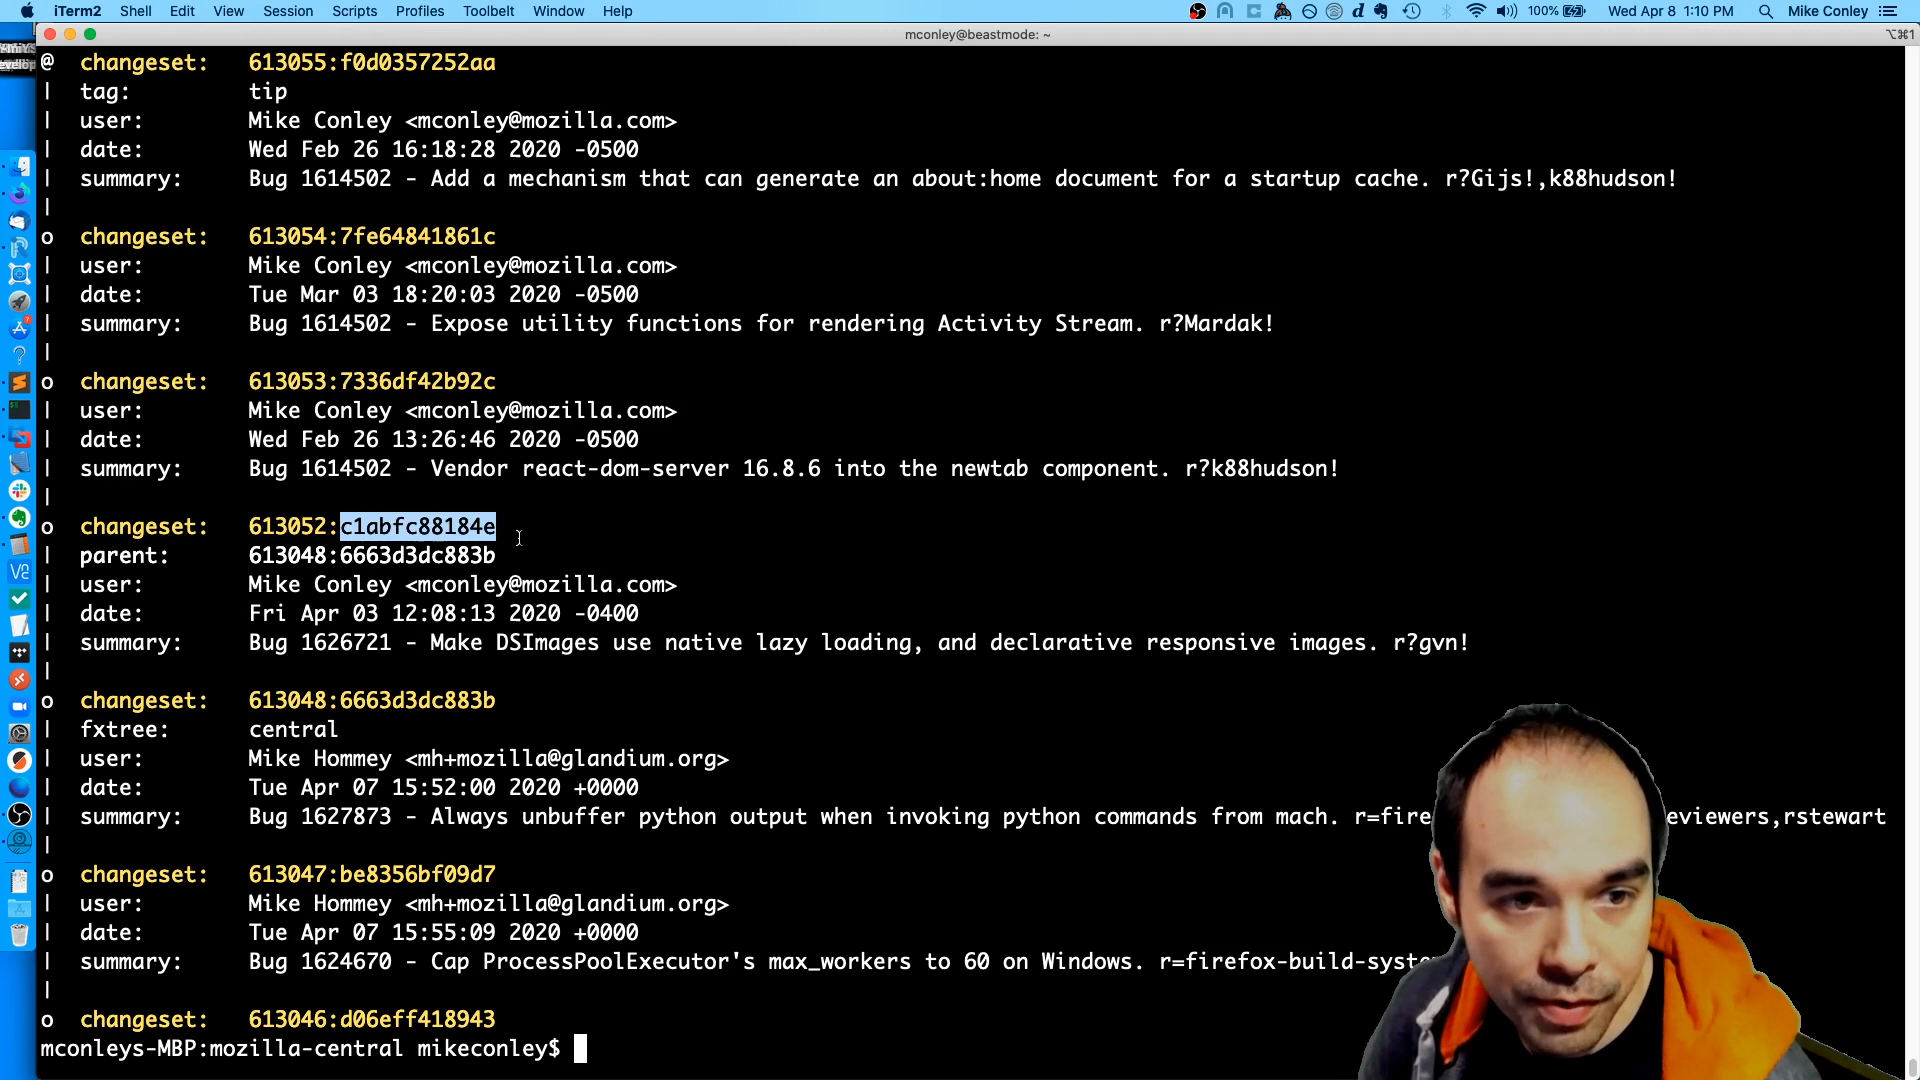 iTerm2 Shell Edit View Session Scripts Profiles Toolbelt Window Help 100% Wed Apr 8 1:10 PM Mike Conley
mconley@beastmode: ~ ⌥⌘1
@ changeset: 613055:f0d0357252aa
| tag: tip
| user: Mike Conley <mconley@mozilla.com>
| date: Wed Feb 26 16:18:28 2020 -0500
| summary: Bug 1614502 - Add a mechanism that can generate an about:home document for a startup cache. r?Gijs!,k88hudson!
|
o changeset: 613054:7fe64841861c
| user: Mike Conley <mconley@mozilla.com>
| date: Tue Mar 03 18:20:03 2020 -0500
| summary: Bug 1614502 - Expose utility functions for rendering Activity Stream. r?Mardak!
|
o changeset: 613053:7336df42b92c
| user: Mike Conley <mconley@mozilla.com>
| date: Wed Feb 26 13:26:46 2020 -0500
| summary: Bug 1614502 - Vendor react-dom-server 16.8.6 into the newtab component. r?k88hudson!
|
o changeset: 613052:c1abfc88184e
| parent: 613048:6663d3dc883b
| user: Mike Conley <mconley@mozilla.com>
| date: Fri Apr 03 12:08:13 2020 -0400
| summary: Bug 1626721 - Make DSImages use native lazy loading, and declarative responsive images. r?gvn!
|
o changeset: 613048:6663d3dc883b
| fxtree: central
| user: Mike Hommey <mh+mozilla@glandium.org>
| date: Tue Apr 07 15:52:00 2020 +0000
| summary: Bug 1627873 - Always unbuffer python output when invoking python commands from mach. r=fire eviewers,rstewart
|
o changeset: 613047:be8356bf09d7
| user: Mike Hommey <mh+mozilla@glandium.org>
| date: Tue Apr 07 15:55:09 2020 +0000
| summary: Bug 1624670 - Cap ProcessPoolExecutor's max_workers to 60 on Windows. r=firefox-build-syste
|
o changeset: 613046:d06eff418943
mconleys-MBP:mozilla-central mikeconley$